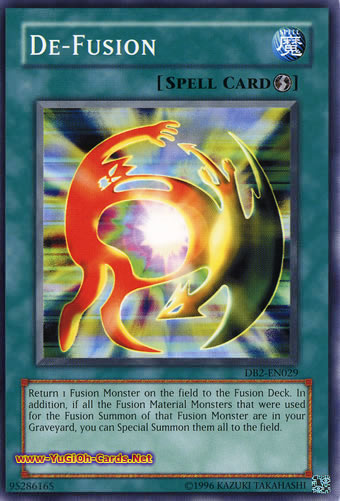 De-Fusion
SPELL
魔
[SPELL CARD]
DB2-EN029
Return 1 Fusion Monster on the field to the Fusion Deck. In
addition, if all the Fusion Material Monsters that were used
for the Fusion Summon of that Fusion Monster are in your
Graveyard, you can Special Summon them all to the field.
www.YuGiOh-Cards.Net
95286165
©1996 KAZUKI TAKAHASHI